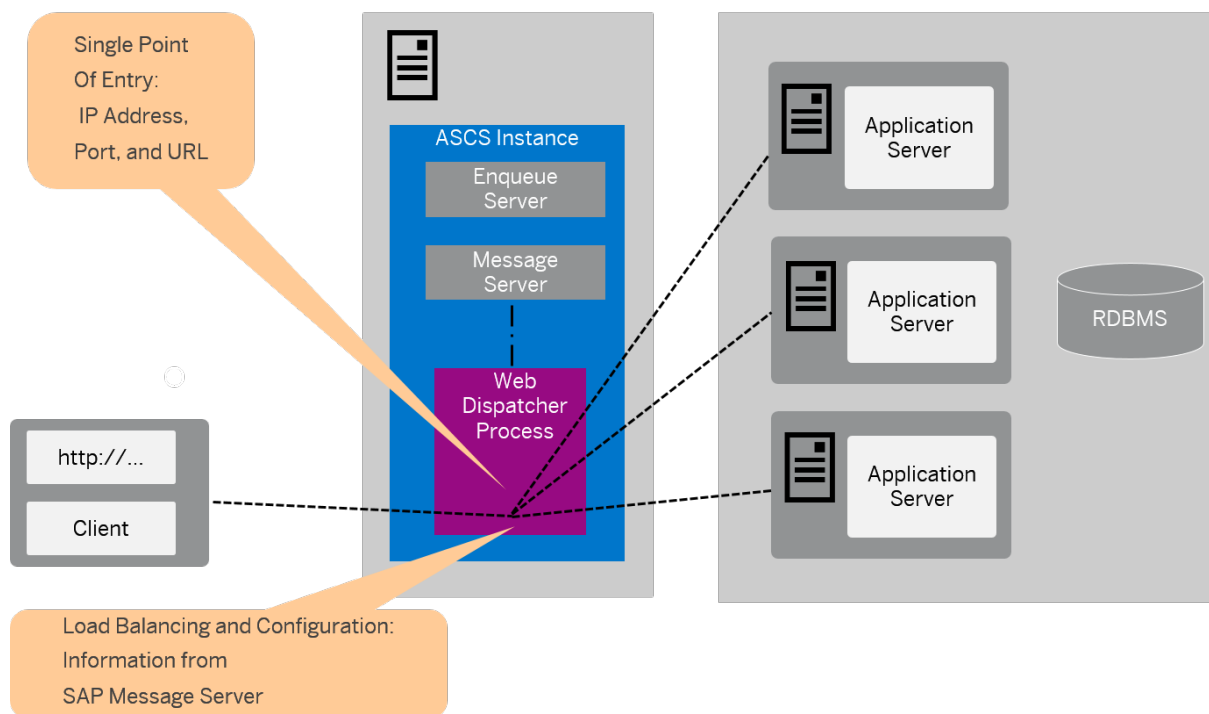 Single Point
Of Entry:
IP Address,
Port, and URL
ASCS Instance
Enqueue
Server
Message
Server
Web
Dispatcher
Process
http://...
Client
Load Balancing and Configuration:
Information from
SAP Message Server
Application
Server
Application
Server
Application
Server
RDBMS